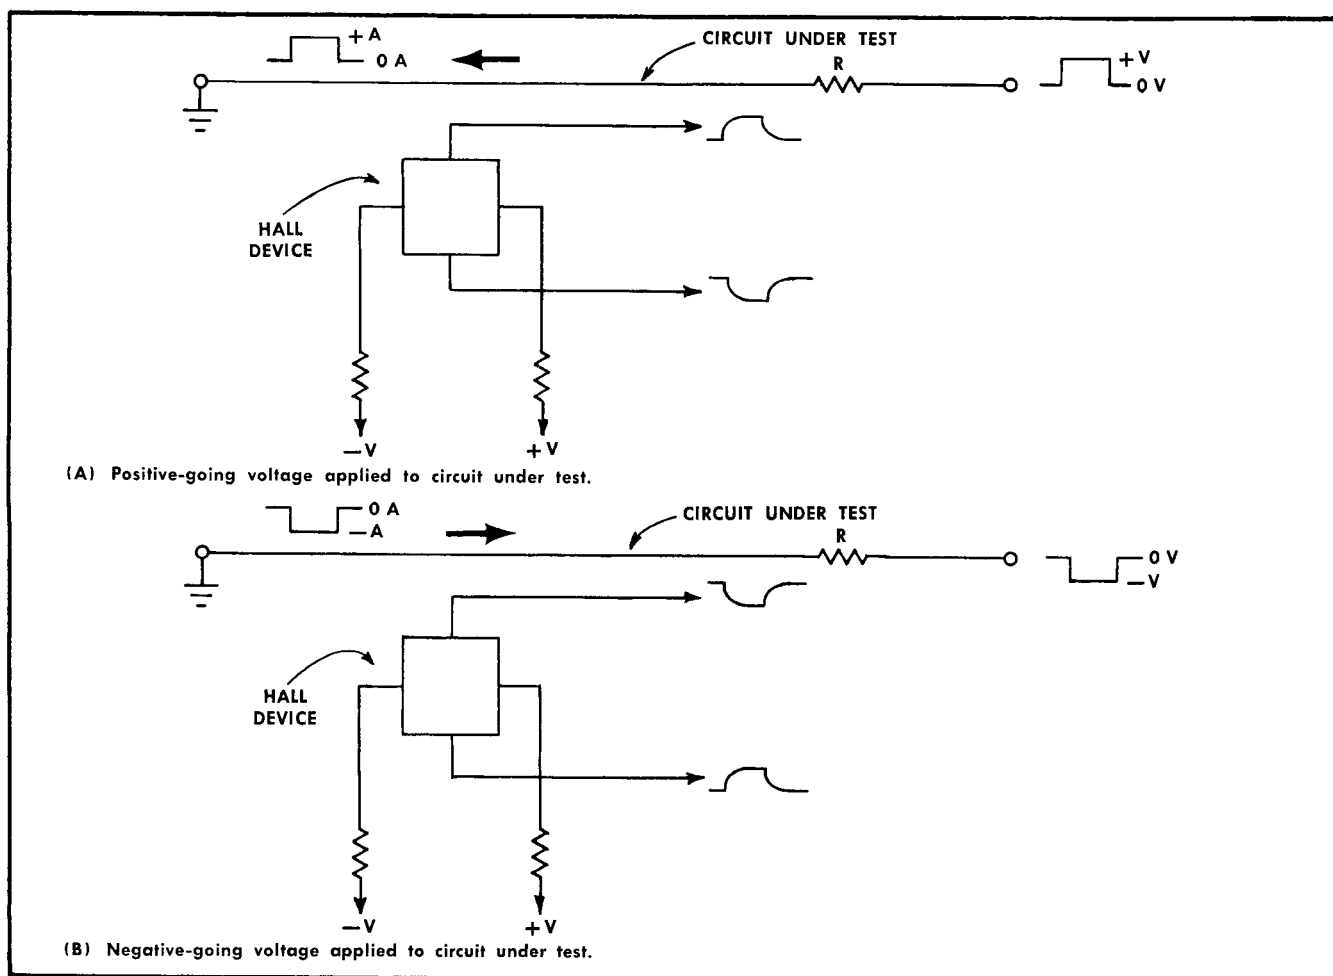 + A
0 A
CIRCUIT UNDER TEST
R
+ V
0 V
HALL
DEVICE
— V
+ V
(A) Positive-going voltage applied to circuit under test.
0 A
— A
CIRCUIT UNDER TEST
R
0 V
— V
HALL
DEVICE
— V
+ V
(B) Negative-going voltage applied to circuit under test.